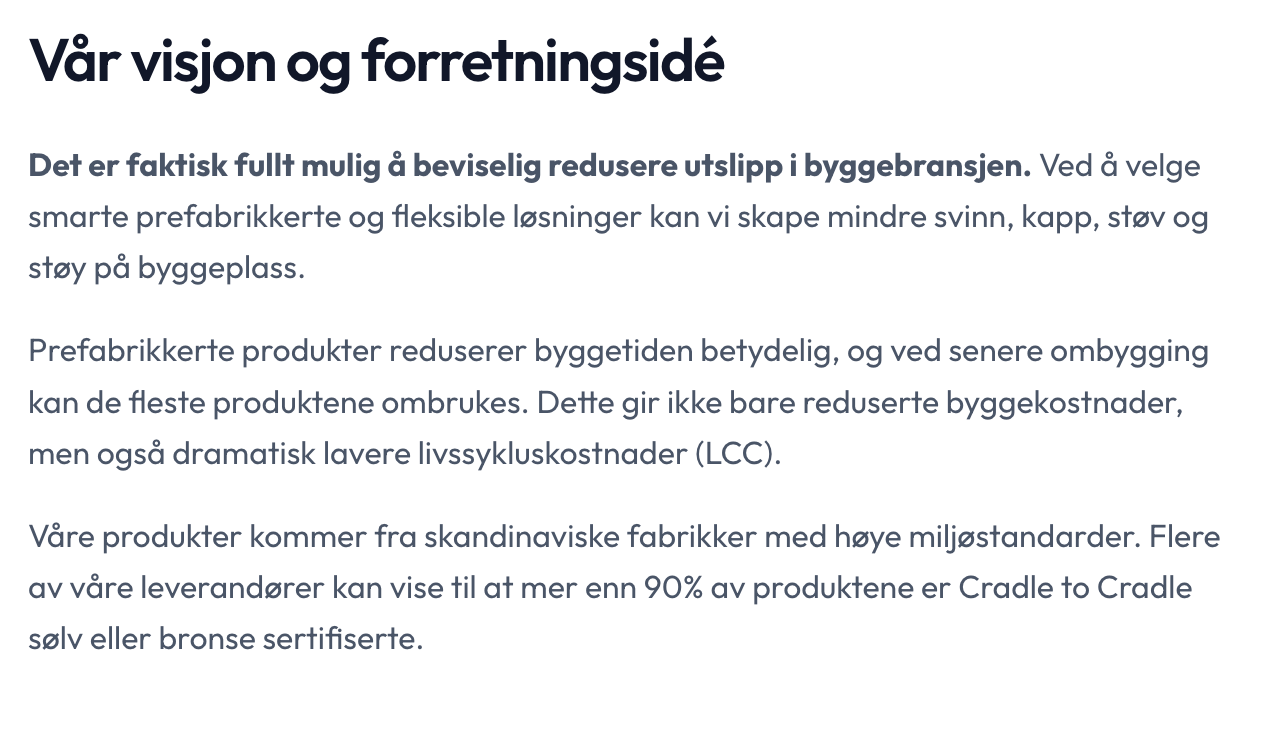 Vår visjon og forretningsidé
Det er faktisk fullt mulig å beviselig redusere utslipp i byggebransjen. Ved å velge
smarte prefabrikkerte og fleksible løsninger kan vi skape mindre svinn, kapp, støv og
støy på byggeplass.
Prefabrikkerte produkter reduserer byggetiden betydelig, og ved senere ombygging
kan de fleste produktene ombrukes. Dette gir ikke bare reduserte byggekostnader,
men også dramatisk lavere livssykluskostnader (LCC).
Våre produkter kommer fra skandinaviske fabrikker med høye miljøstandarder. Flere
av våre leverandører kan vise til at mer enn 90% av produktene er Cradle to Cradle
sølv eller bronse sertifiserte.